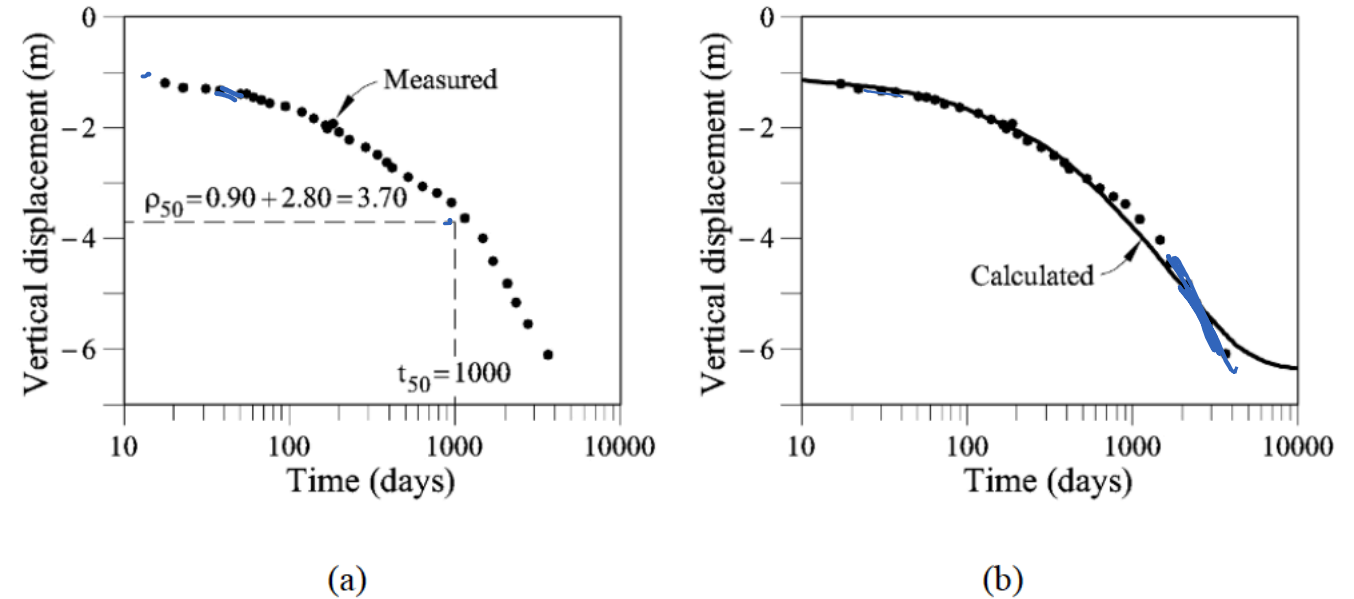 Vertical displacement (m)
0
−2
−4
−6
Measured
ρ50=0.90+2.80=3.70
t50=1000
10 100 1000 10000
Time (days)
(a)
Vertical displacement (m)
0
−2
−4
−6
Calculated
10 100 1000 10000
Time (days)
(b)